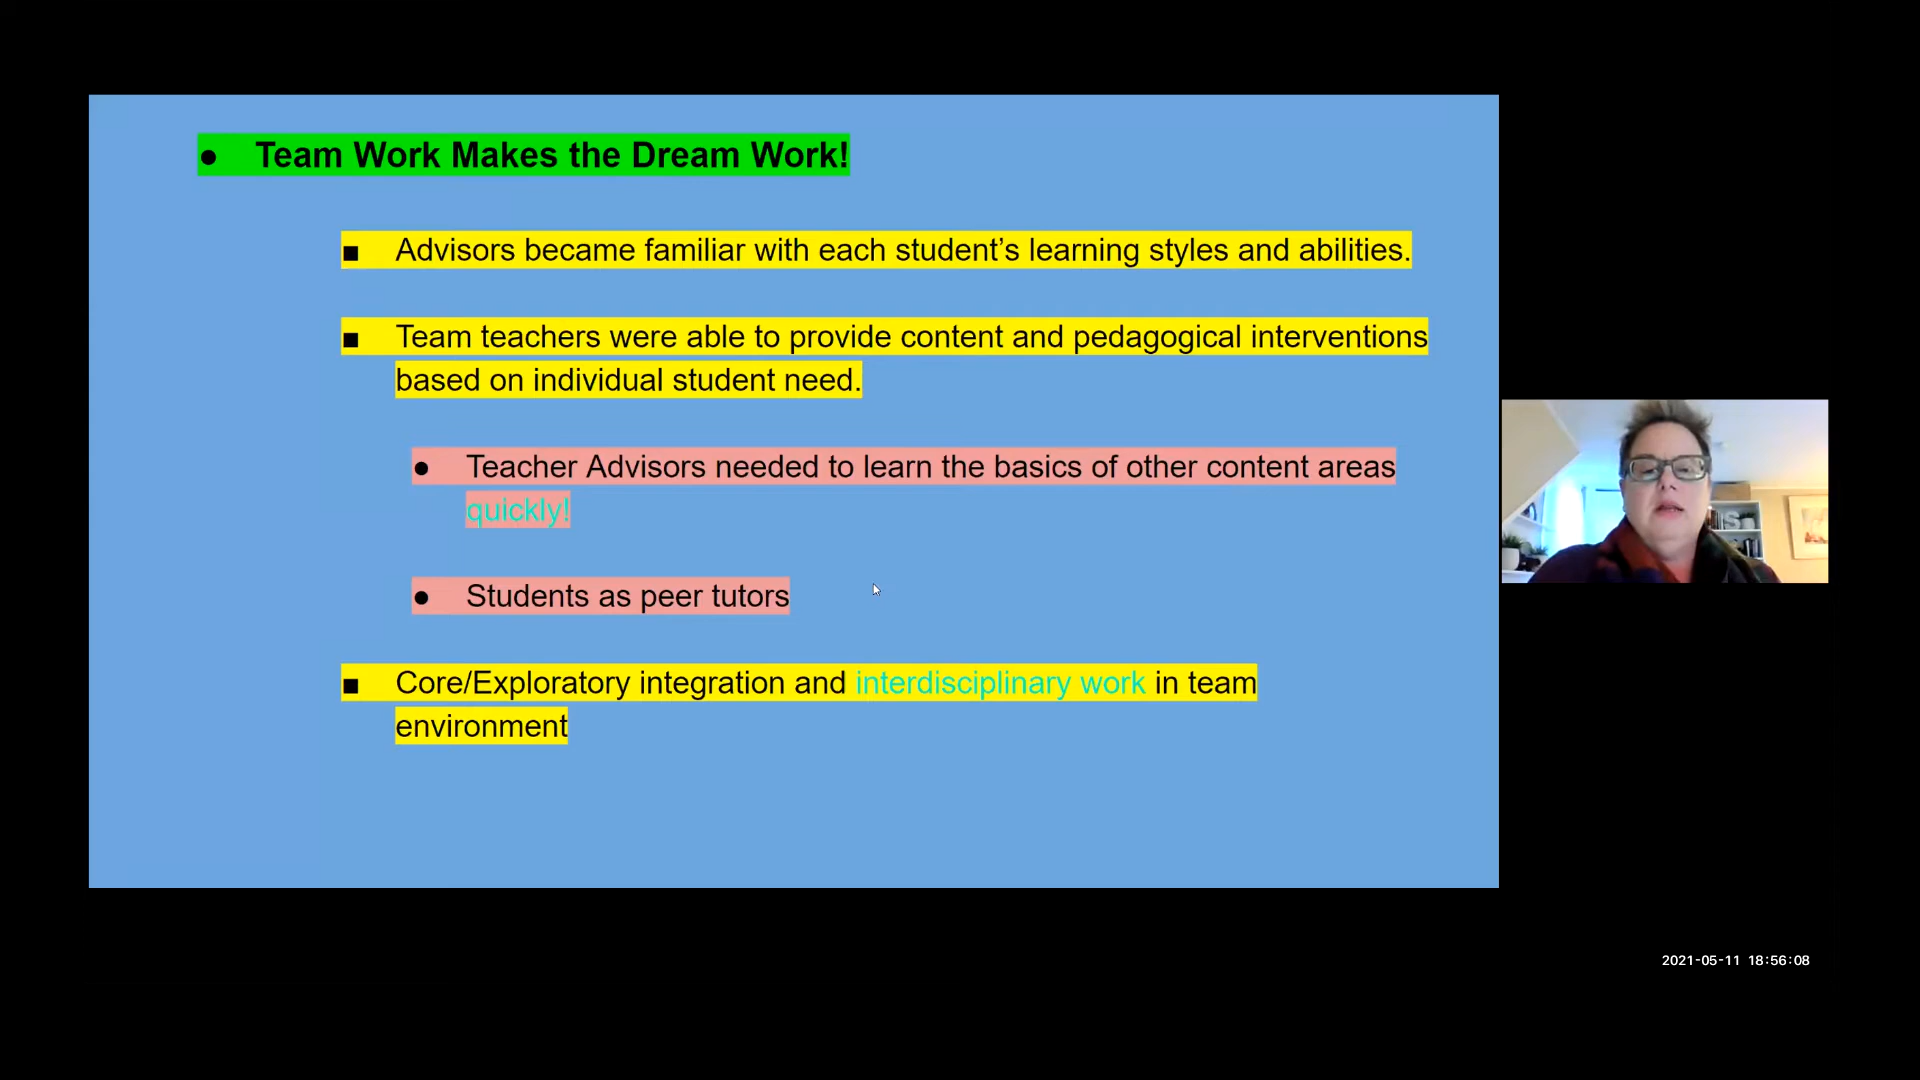 ● Team Work Makes the Dream Work!
■ Advisors became familiar with each student’s learning styles and abilities.
■ Team teachers were able to provide content and pedagogical interventions
based on individual student need.
● Teacher Advisors needed to learn the basics of other content areas
quickly!
● Students as peer tutors
■ Core/Exploratory integration and interdisciplinary work in team
environment
2021-05-11 18:56:08